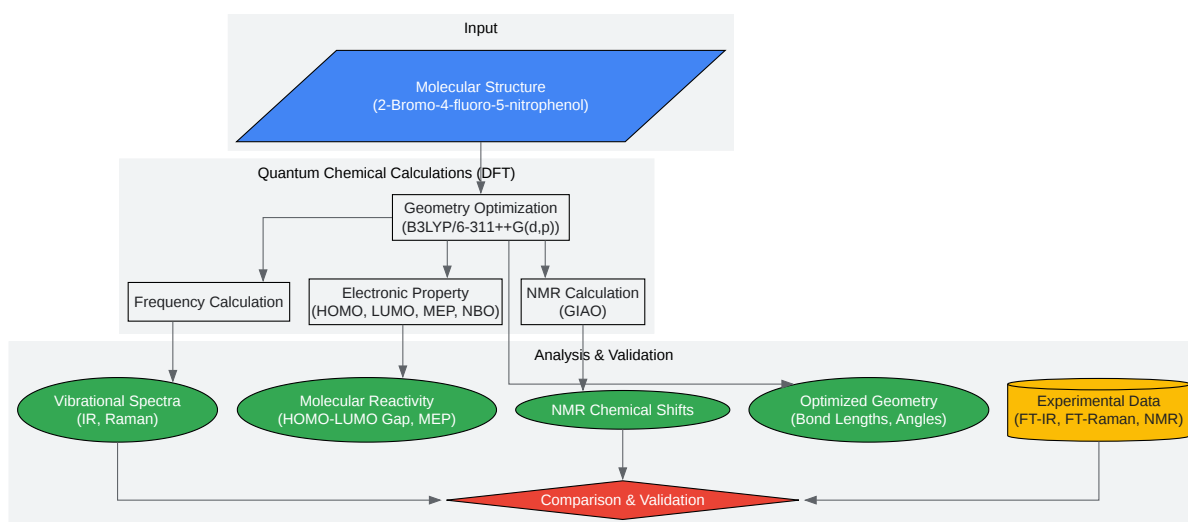 Input
Molecular Structure
(2-Bromo-4-fluoro-5-nitrophenol)
Quantum Chemical Calculations (DFT)
Geometry Optimization
(B3LYP/6-311++G(d,p))
Frequency Calculation
Electronic Property
(HOMO, LUMO, MEP, NBO)
NMR Calculation
(GIAO)
Analysis & Validation
Vibrational Spectra
(IR, Raman)
Molecular Reactivity
(HOMO-LUMO Gap, MEP)
NMR Chemical Shifts
Optimized Geometry
(Bond Lengths, Angles)
Experimental Data
(FT-IR, FT-Raman, NMR)
Comparison & Validation